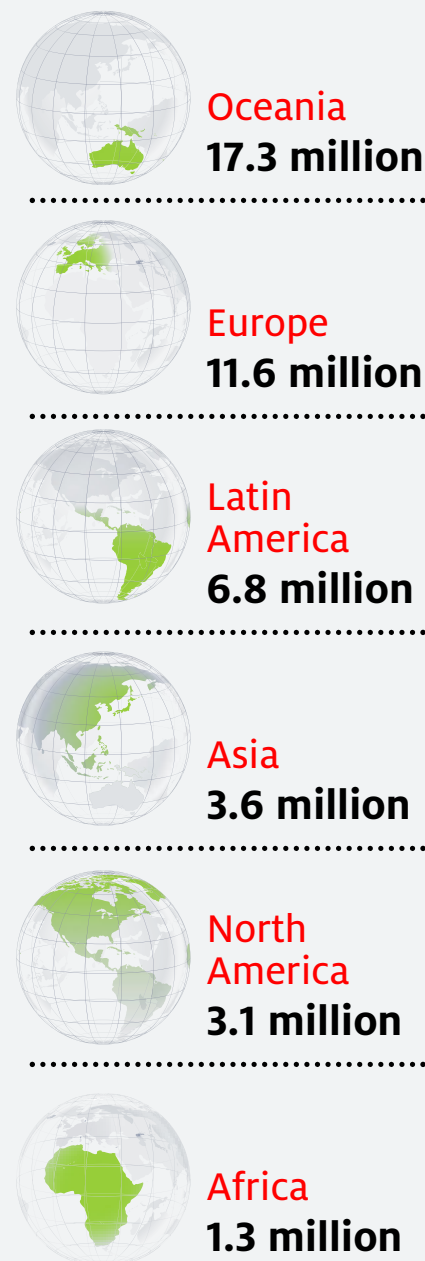 Oceania
17.3 million
Europe
11.6 million
Latin
America
6.8 million
Asia
3.6 million
North
America
3.1 million
Africa
1.3 million